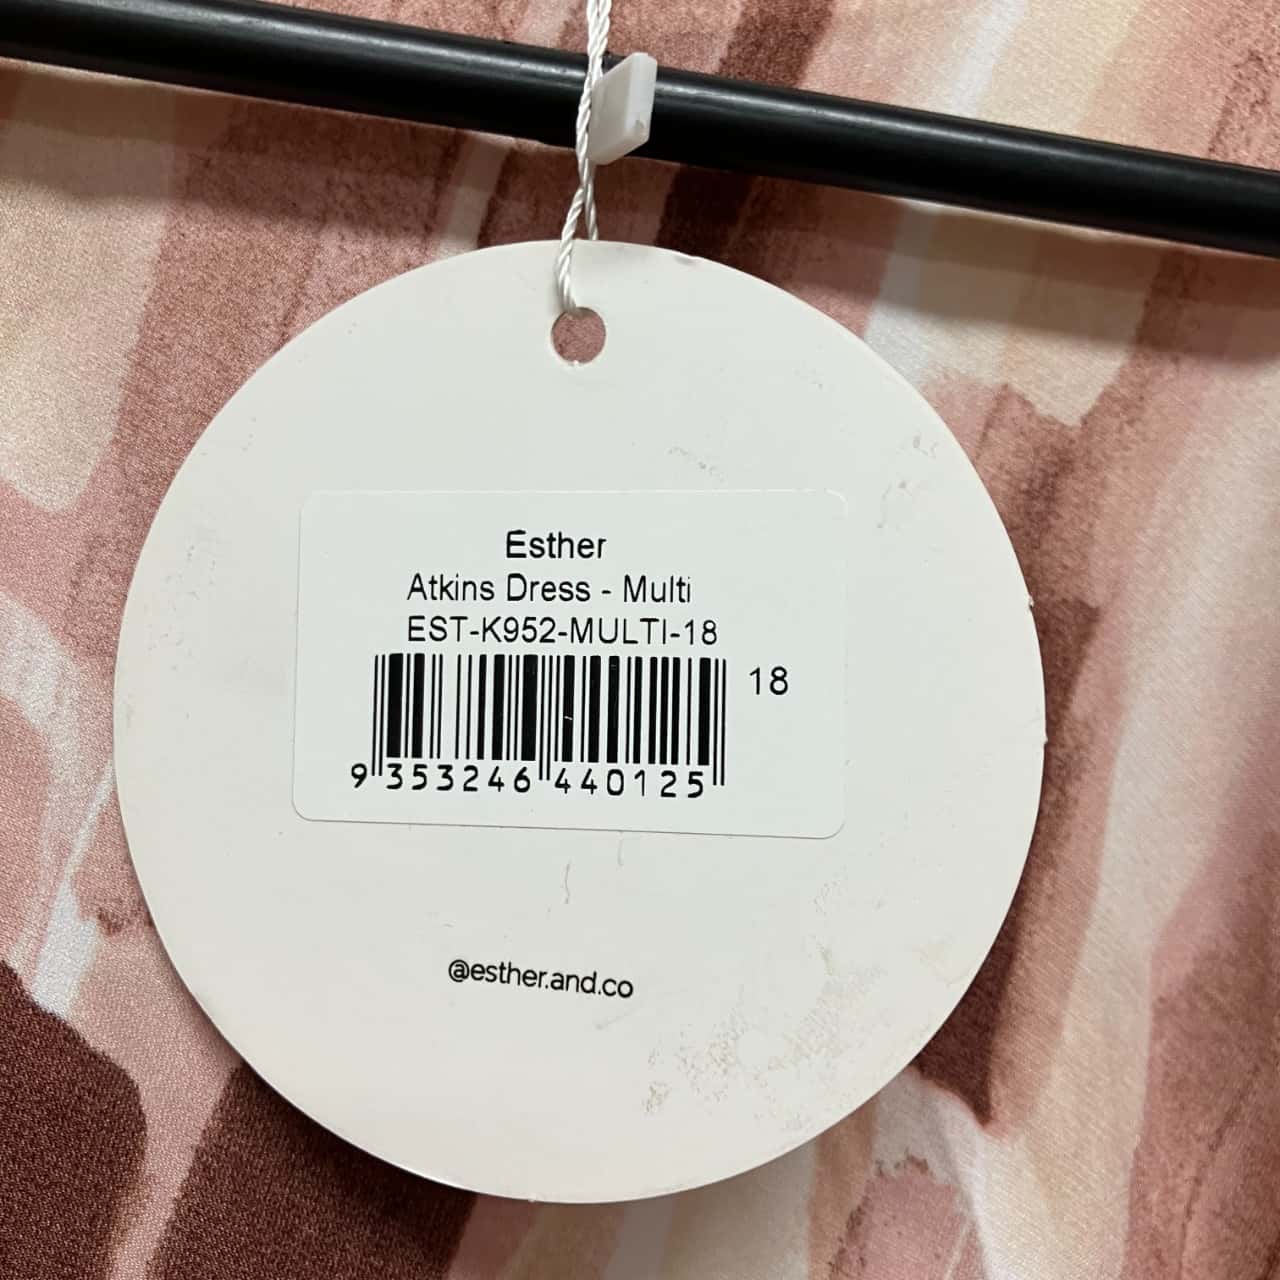 Esther
Atkins Dress - Multi
EST-K952-MULTI-18
18
9 353246 440125
@esther.and.co